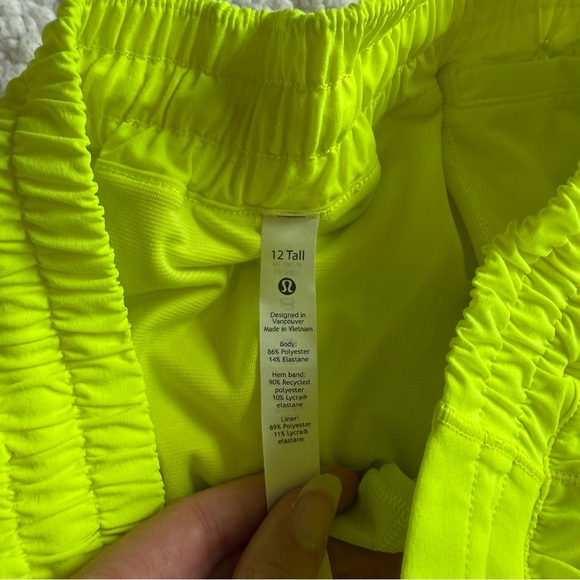 12 Tall
Designed in
Vancouver
Made in Vietnam
Body:
86% Polyester
14% Elastane
Hem band:
90% Recycled
polyester
10% Lycra®
elastane
Liner:
89% Polyester
11% Lycra®
elastane